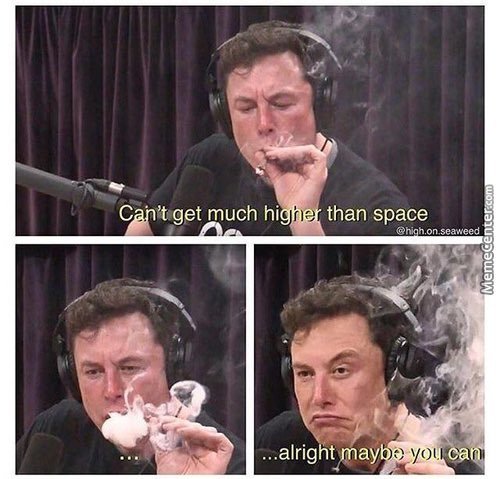 Can't get much higher than space
@high.on.seaweed
MemeCenter.com
...
...alright maybe you can